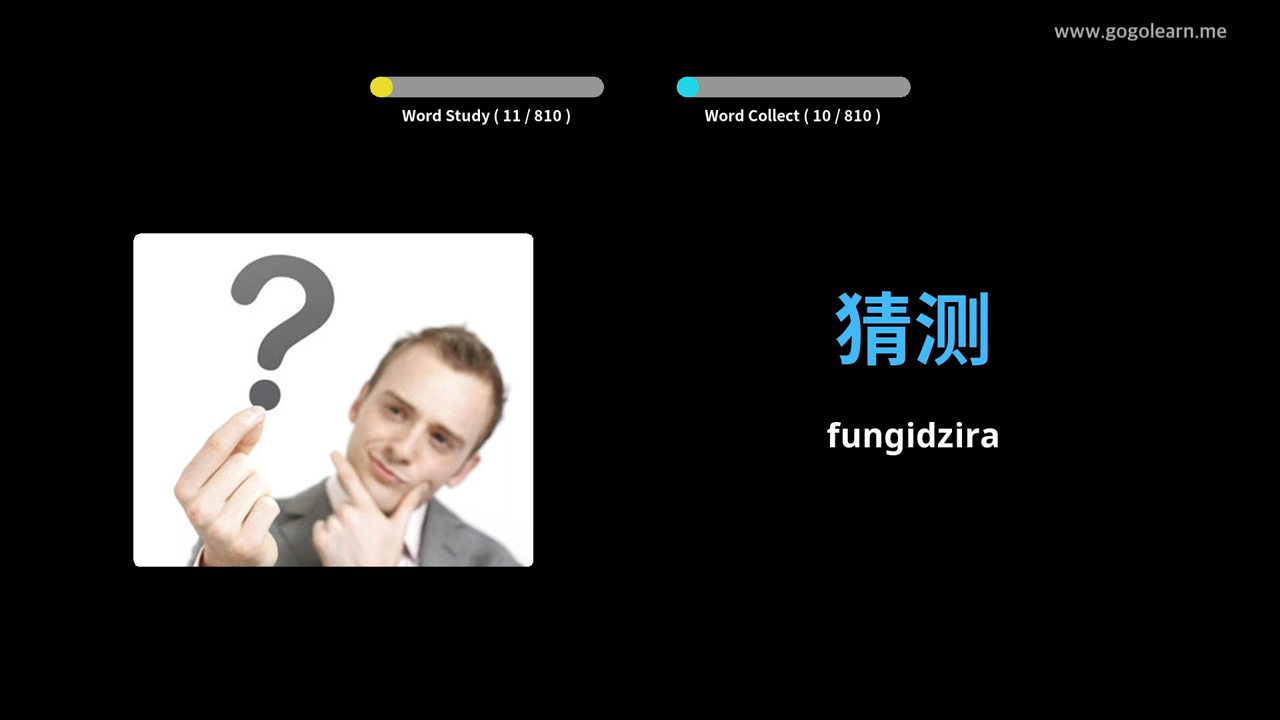 www.gogolearn.me
Word Study ( 11 / 810 )
Word Collect ( 10 / 810 )
?
猜测
fungidzira